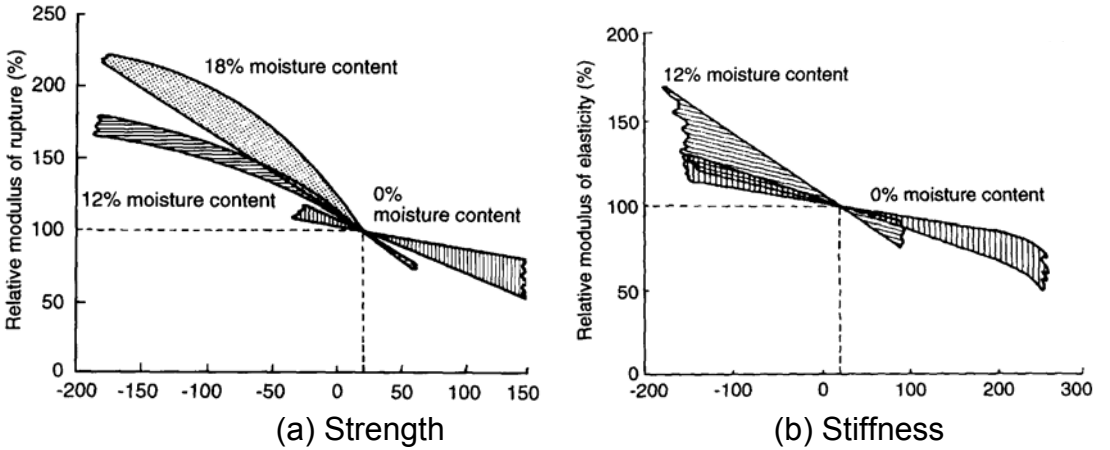 250
200
150
100
50
0
Relative modulus of rupture (%)
18% moisture content
12% moisture content
0%
moisture content
-200 -150 -100 -50 0 50 100 150
(a) Strength
200
150
100
50
0
Relative modulus of elasticity (%)
12% moisture content
0% moisture content
-200 -100 0 100 200 300
(b) Stiffness